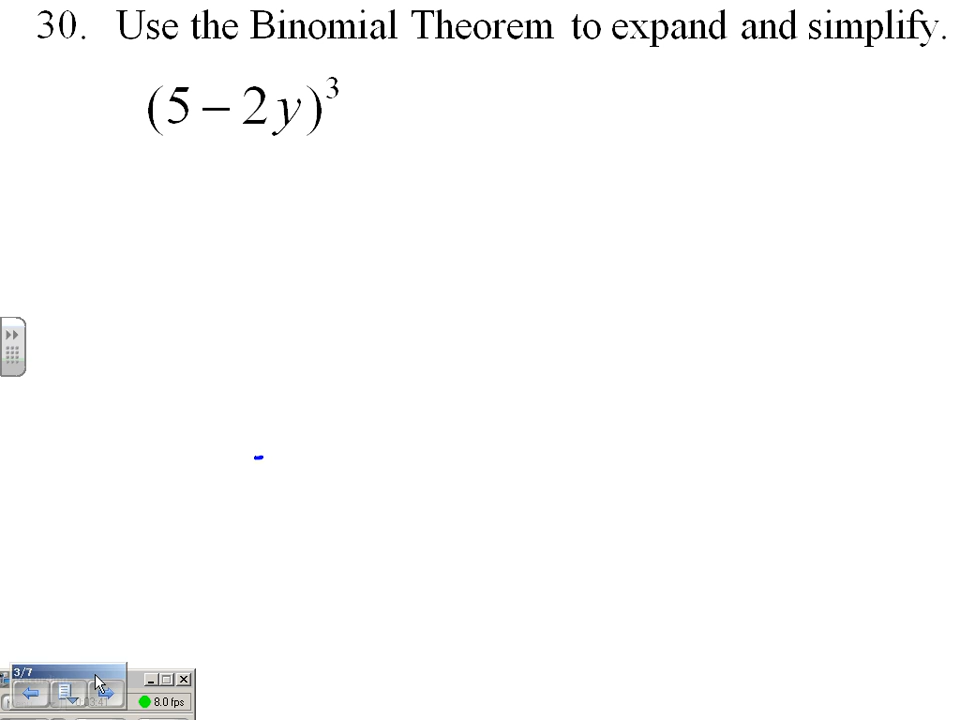 30. Use the Binomial Theorem to expand and simplify.
(5 − 2y)³
3/7
8.0 fps